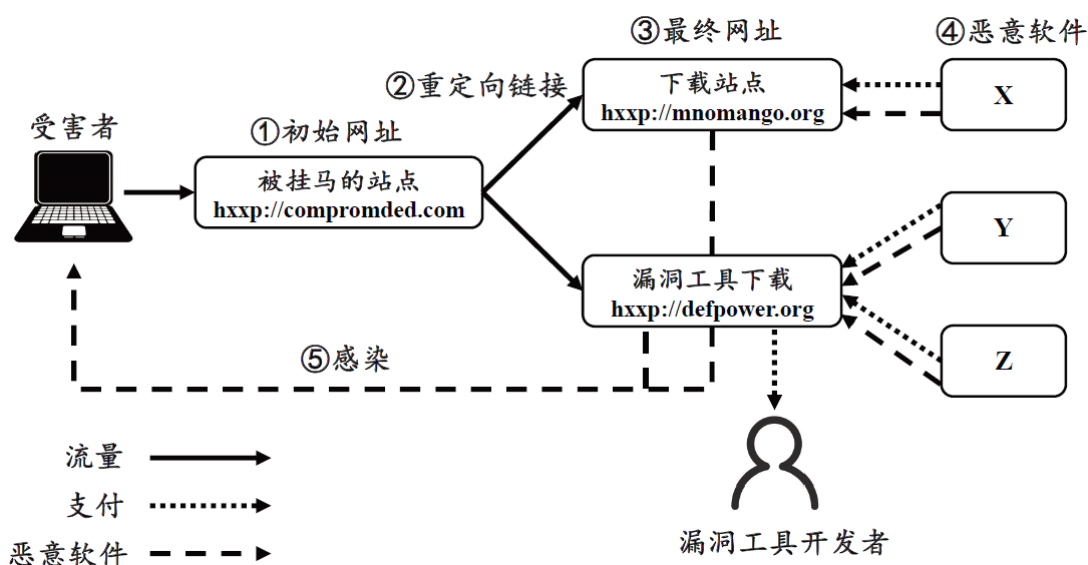 ③最终网址
④恶意软件
②重定向链接
下载站点
hxxp://mnomango.org
X
受害者
①初始网址
被挂马的站点
hxxp://compromded.com
Y
漏洞工具下载
hxxp://defpower.org
⑤感染
Z
流量
支付
恶意软件
漏洞工具开发者